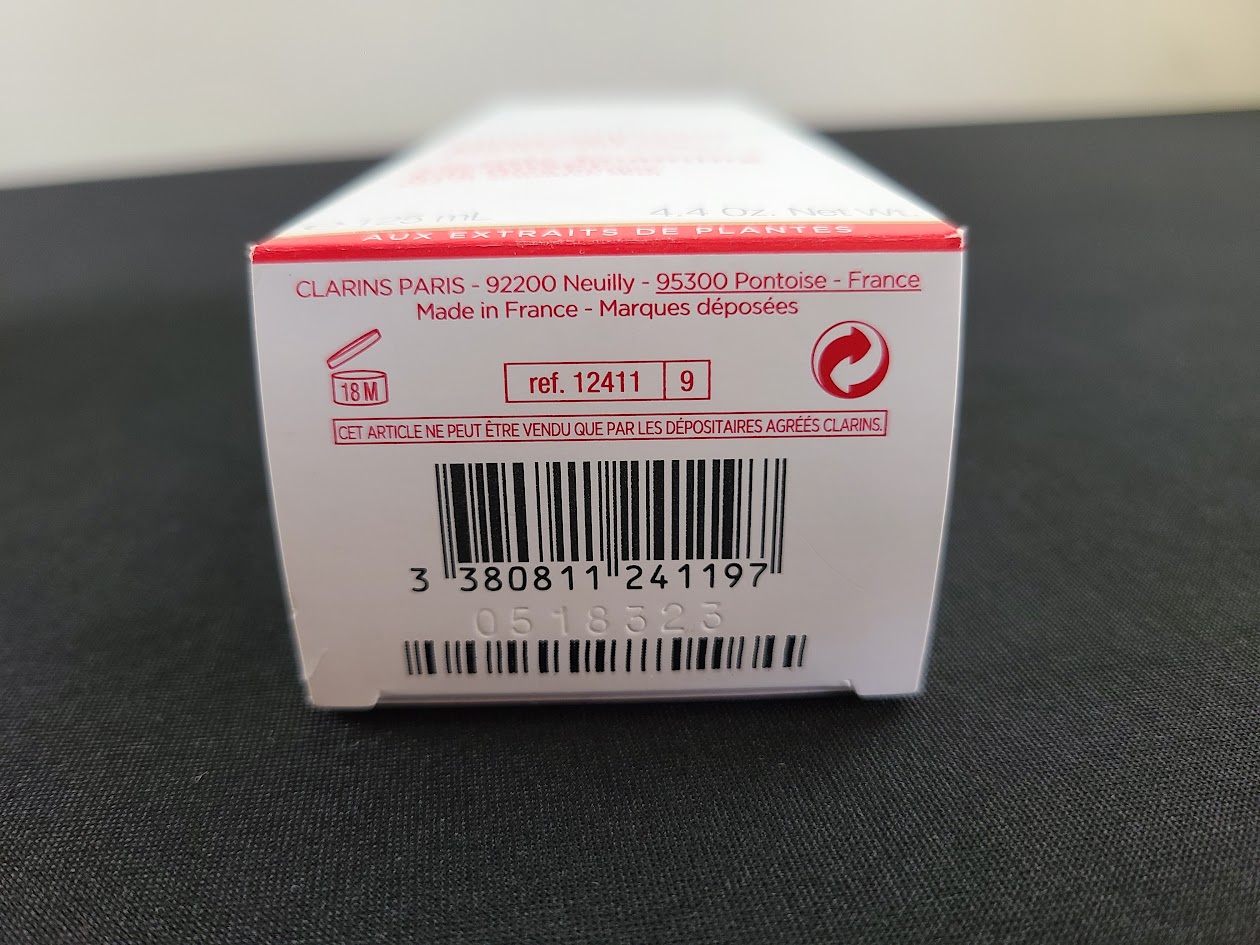 125 mL 4.4 Oz. Net Wt.
AUX EXTRAITS DE PLANTES
CLARINS PARIS - 92200 Neuilly - 95300 Pontoise - France
Made in France - Marques déposées
18 M
ref. 12411 9
CET ARTICLE NE PEUT ÊTRE VENDU QUE PAR LES DÉPOSITAIRES AGRÉÉS CLARINS.
3 380811 241197
0518323